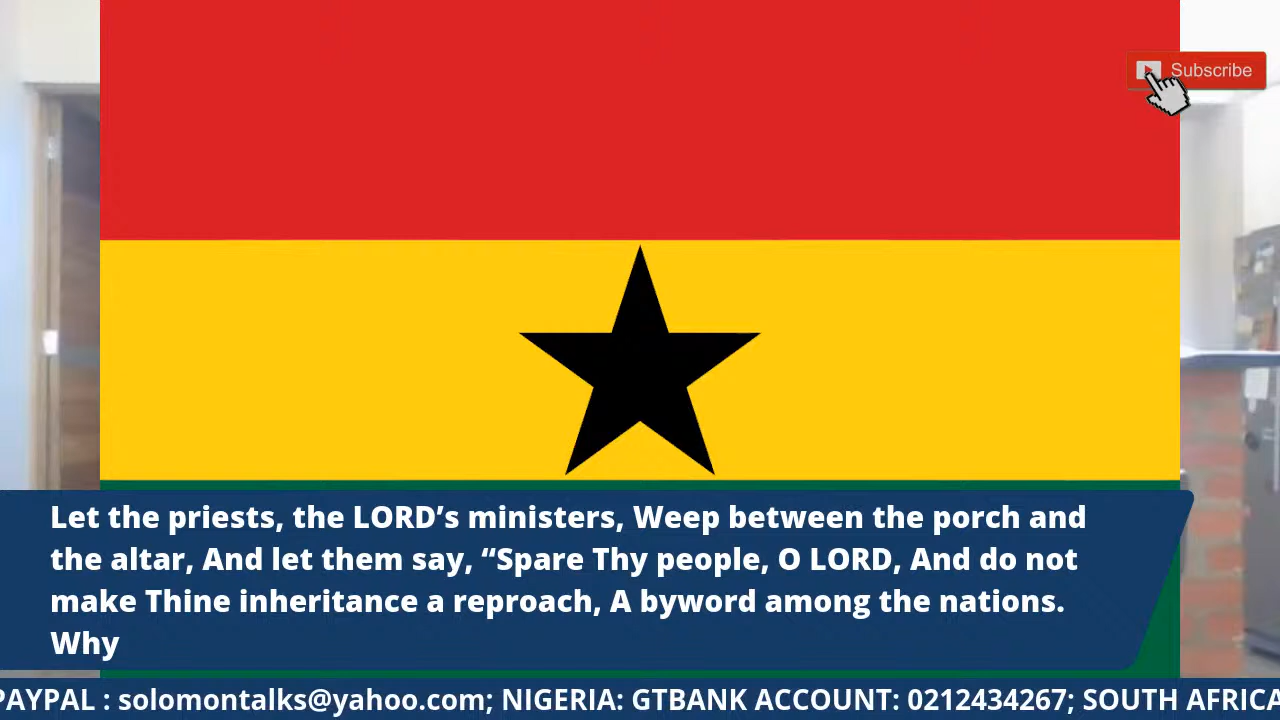 Subscribe
Let the priests, the LORD’s ministers, Weep between the porch and
the altar, And let them say, “Spare Thy people, O LORD, And do not
make Thine inheritance a reproach, A byword among the nations.
Why
PAYPAL : solomontalks@yahoo.com; NIGERIA: GTBANK ACCOUNT: 0212434267; SOUTH AFRICA